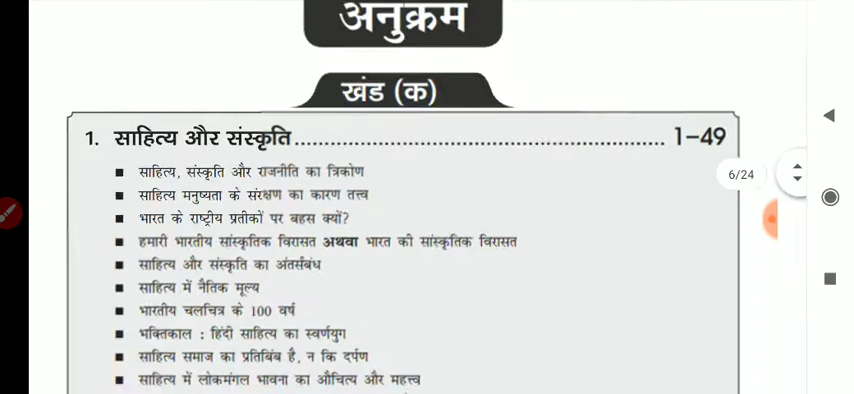 अनुक्रम
खंड (क)
1. साहित्य और संस्कृति........................................................................ 1–49
■ साहित्य, संस्कृति और राजनीति का त्रिकोण
6/24
■ साहित्य मनुष्यता के संरक्षण का कारण तत्त्व
■ भारत के राष्ट्रीय प्रतीकों पर बहस क्यों?
■ हमारी भारतीय सांस्कृतिक विरासत अथवा भारत की सांस्कृतिक विरासत
■ साहित्य और संस्कृति का अंतर्संबंध
■ साहित्य में नैतिक मूल्य
■ भारतीय चलचित्र के 100 वर्ष
■ भक्तिकाल : हिंदी साहित्य का स्वर्णयुग
■ साहित्य समाज का प्रतिबिंब है, न कि दर्पण
■ साहित्य में लोकमंगल भावना का औचित्य और महत्त्व